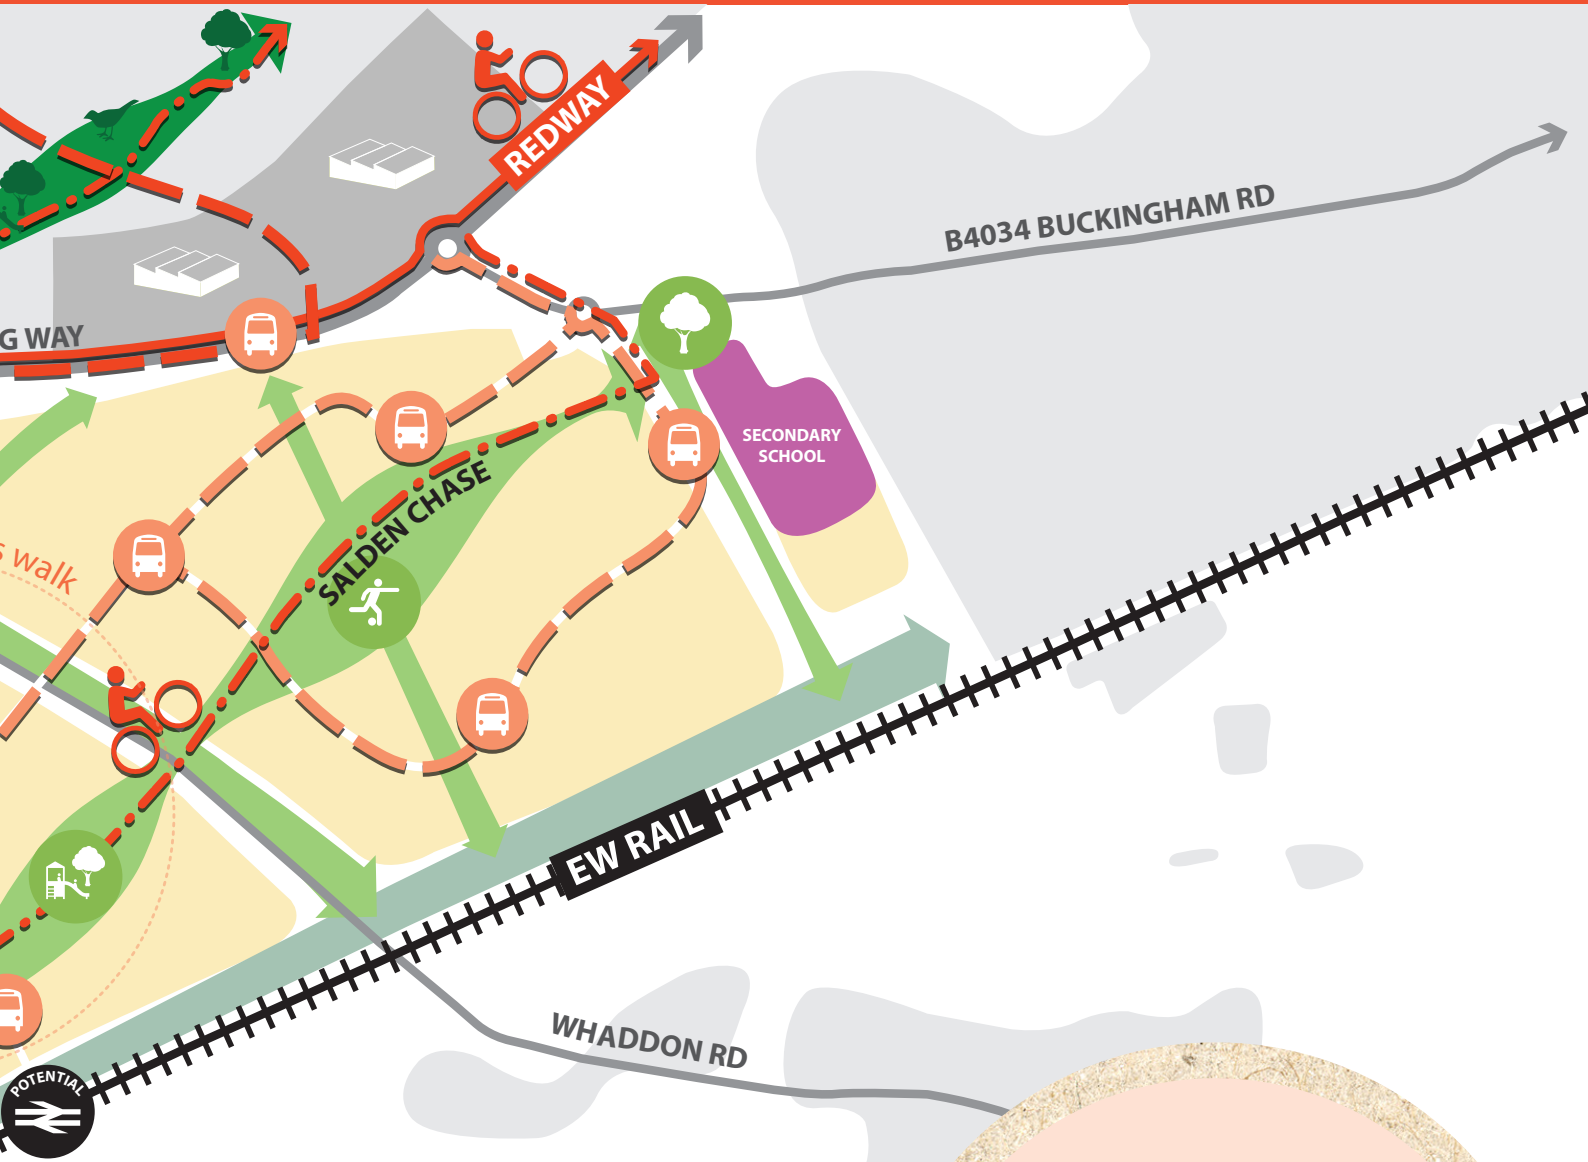 REDWAY
B4034 BUCKINGHAM RD
G WAY
SECONDARY
SCHOOL
SALDEN CHASE
s walk
EW RAIL
WHADDON RD
POTENTIAL